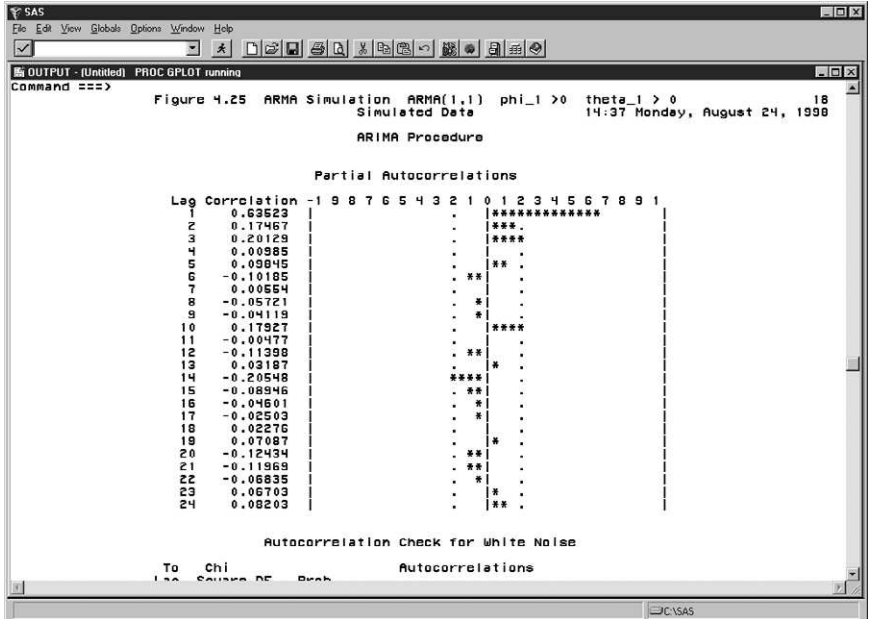 SAS
File Edit View Globals Options Window Help
OUTPUT - (Untitled) PROC GPLOT running
Command ===>
Figure 4.25 ARMA Simulation ARMA(1,1) phi_1 >0 theta_1 > 0 18
Simulated Data 14:37 Monday, August 24, 1998
ARIMA Procedure
Partial Autocorrelations
Lag Correlation -1 9 8 7 6 5 4 3 2 1 0 1 2 3 4 5 6 7 8 9 1
1 0.63523 | . |************* |
2 0.17467 | . |***. |
3 0.20129 | . |**** |
4 0.00985 | . | . |
5 0.09845 | . |** . |
6 -0.10185 | . **| . |
7 0.00554 | . | . |
8 -0.05721 | . *| . |
9 -0.04119 | . *| . |
10 0.17927 | . |**** |
11 -0.00477 | . | . |
12 -0.11398 | . **| . |
13 0.03187 | . |* . |
14 -0.20548 | ****| . |
15 -0.08946 | . **| . |
16 -0.04601 | . *| . |
17 -0.02503 | . *| . |
18 0.02276 | . | . |
19 0.07087 | . |* . |
20 -0.12434 | . **| . |
21 -0.11969 | . **| . |
22 -0.06835 | . *| . |
23 0.06703 | . |* . |
24 0.08203 | . |** . |
Autocorrelation Check for White Noise
To Chi Autocorrelations
Lag Square DF Prob
C:\SAS